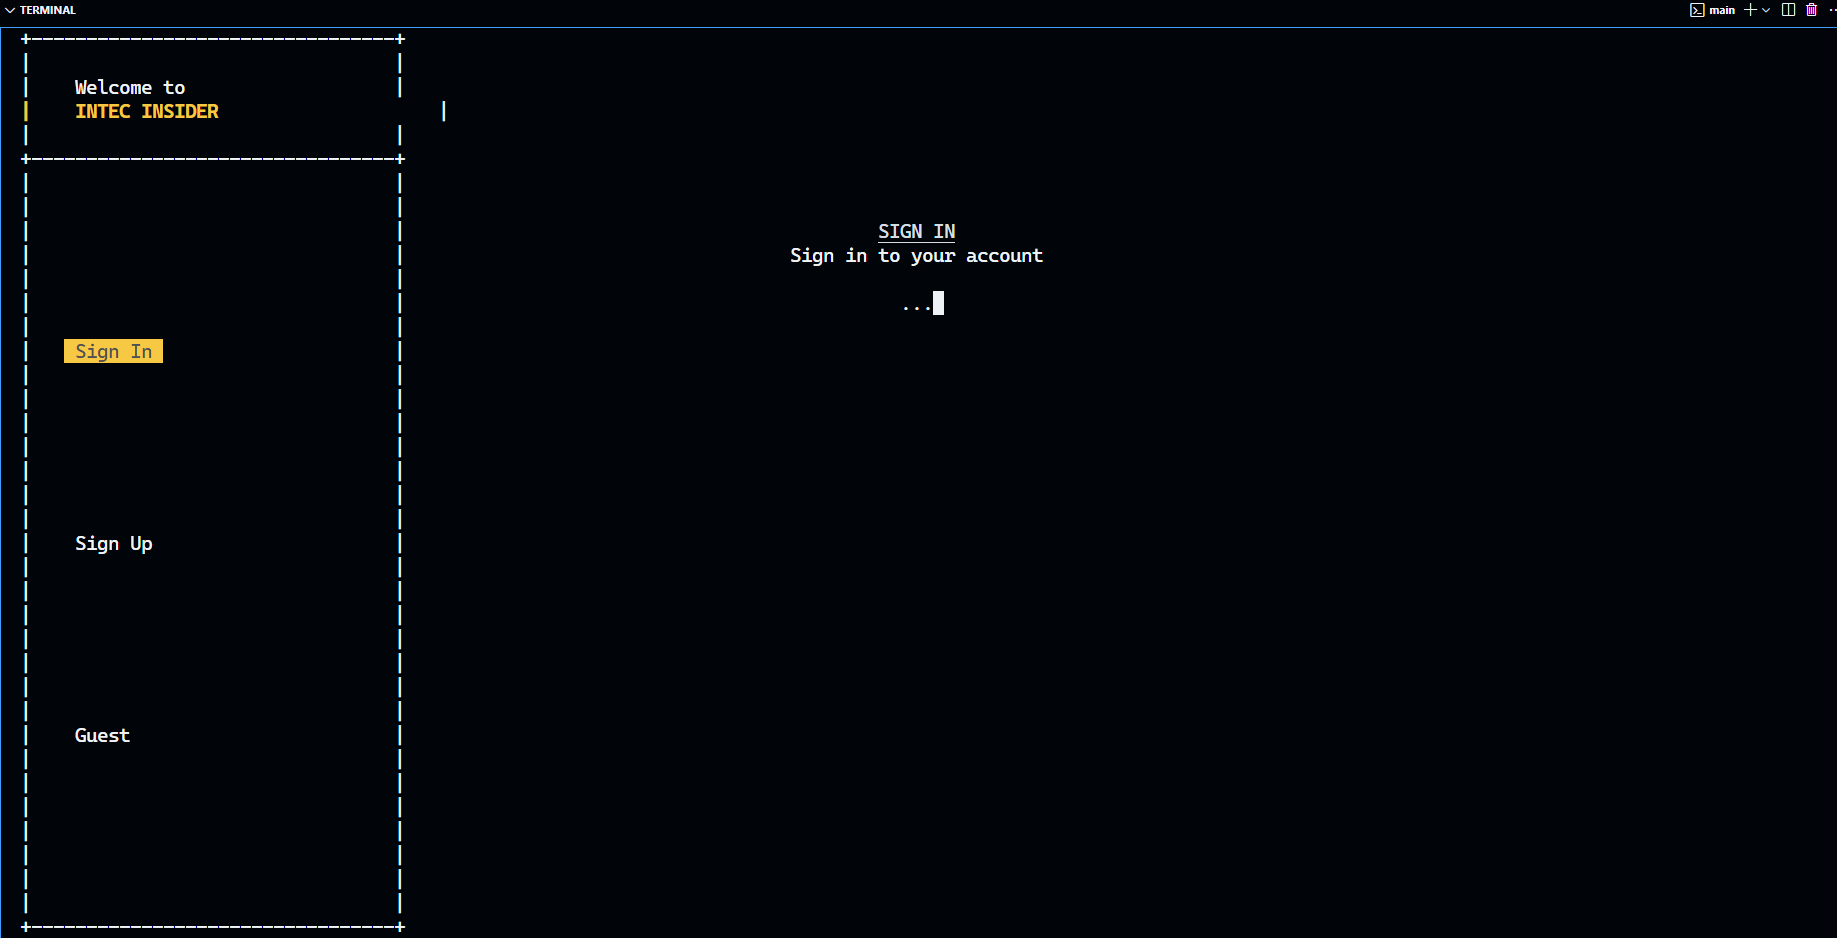 TERMINAL
main
Welcome to
INTEC INSIDER
SIGN IN
Sign in to your account
...
Sign In
Sign Up
Guest